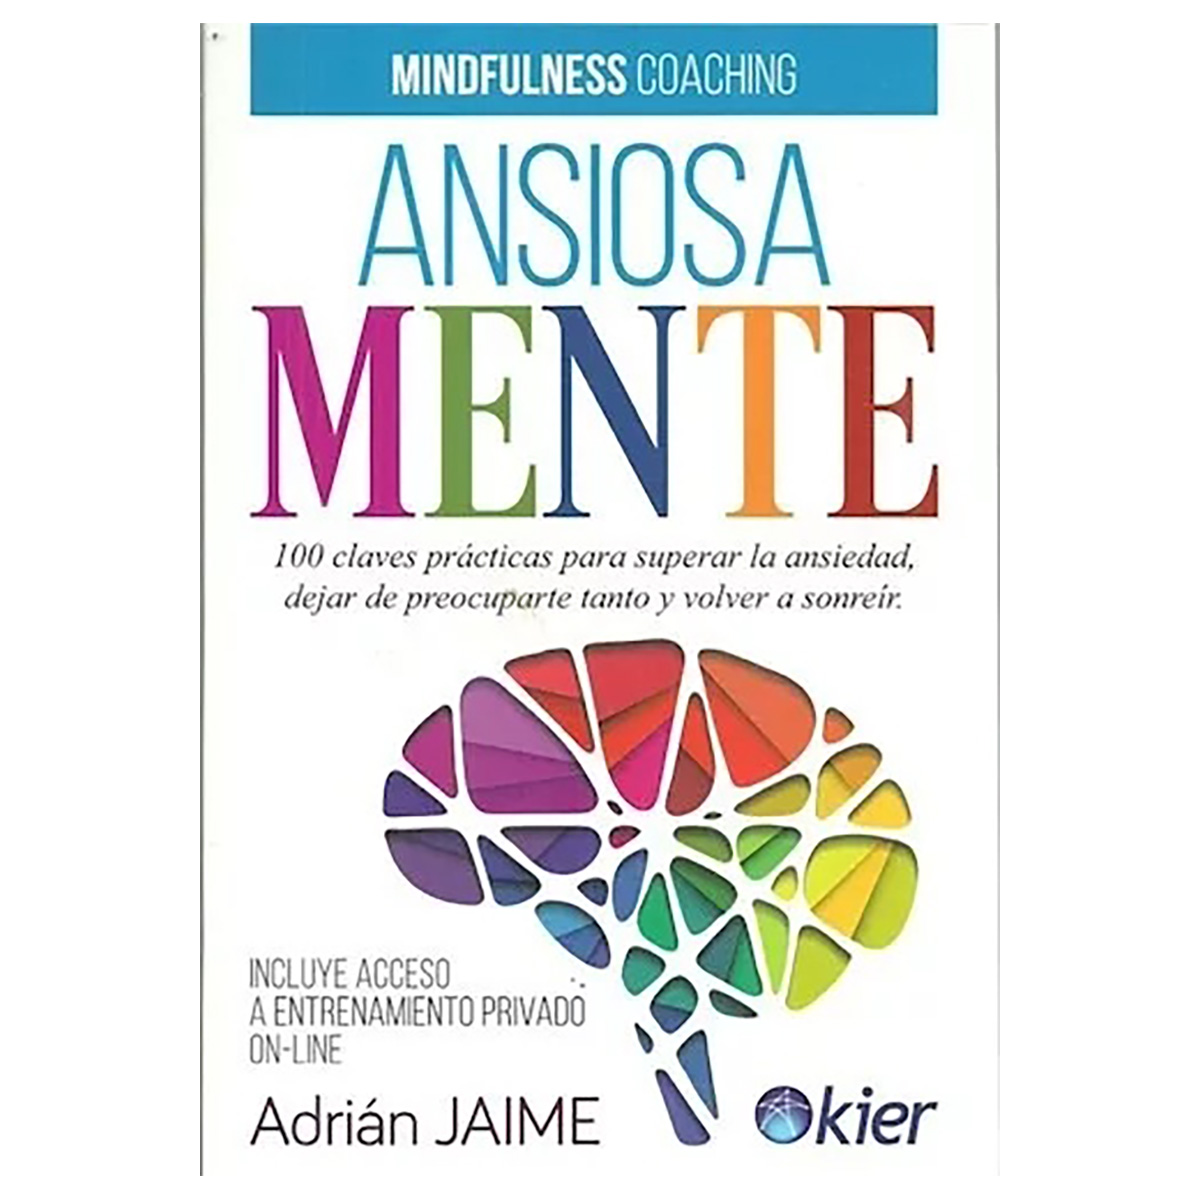 MINDFULNESS COACHING
ANSIOSA
MENTE
100 claves prácticas para superar la ansiedad,
dejar de preocuparte tanto y volver a sonreír.
INCLUYE ACCESO
A ENTRENAMIENTO PRIVADO
ON-LINE
Adrián JAIME
kier